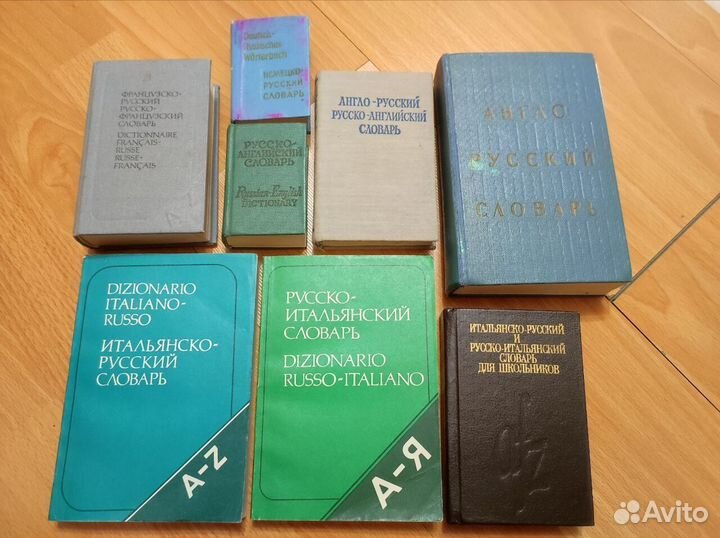 ФРАНЦУЗСКО-
РУССКИЙ
РУССКО-
ФРАНЦУЗСКИЙ
СЛОВАРЬ
DICTIONNAIRE
FRANÇAIS-
RUSSE
RUSSE-
FRANÇAIS
Deutsch-
Russisches
Wörterbuch
НЕМЕЦКО-
РУССКИЙ
СЛОВАРЬ
РУССКО-
АНГЛИЙСКИЙ
СЛОВАРЬ
Russian-English
DICTIONARY
АНГЛО-РУССКИЙ
РУССКО-АНГЛИЙСКИЙ
СЛОВАРЬ
АНГЛО
РУССКИЙ
СЛОВАРЬ
DIZIONARIO
ITALIANO-
RUSSO
ИТАЛЬЯНСКО-
РУССКИЙ
СЛОВАРЬ
A-Z
РУССКО-
ИТАЛЬЯНСКИЙ
СЛОВАРЬ
DIZIONARIO
RUSSO-ITALIANO
А-Я
ИТАЛЬЯНСКО-РУССКИЙ
И
РУССКО-ИТАЛЬЯНСКИЙ
СЛОВАРЬ
ДЛЯ ШКОЛЬНИКОВ
Avito